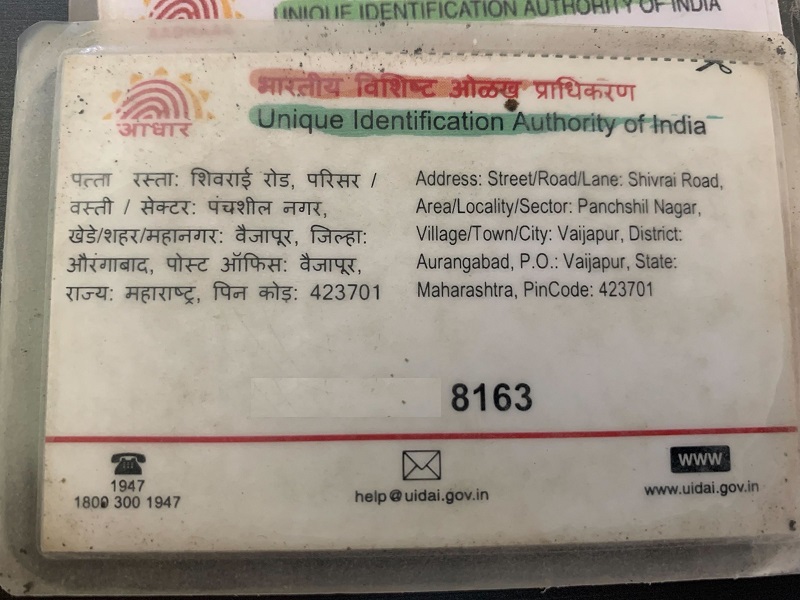 UNIQUE IDENTIFICATION AUTHORITY OF INDIA
आधार
भारतीय विशिष्ट ओळख प्राधिकरण
Unique Identification Authority of India
पत्ता रस्ता: शिवराई रोड, परिसर /
वस्ती / सेक्टर: पंचशील नगर,
खेडे/शहर/महानगर: वैजापूर, जिल्हा:
औरंगाबाद, पोस्ट ऑफिस: वैजापूर,
राज्य: महाराष्ट्र, पिन कोड: 423701
Address: Street/Road/Lane: Shivrai Road,
Area/Locality/Sector: Panchshil Nagar,
Village/Town/City: Vaijapur, District:
Aurangabad, P.O.: Vaijapur, State:
Maharashtra, PinCode: 423701
8163
1947
1800 300 1947
help@uidai.gov.in
www
www.uidai.gov.in